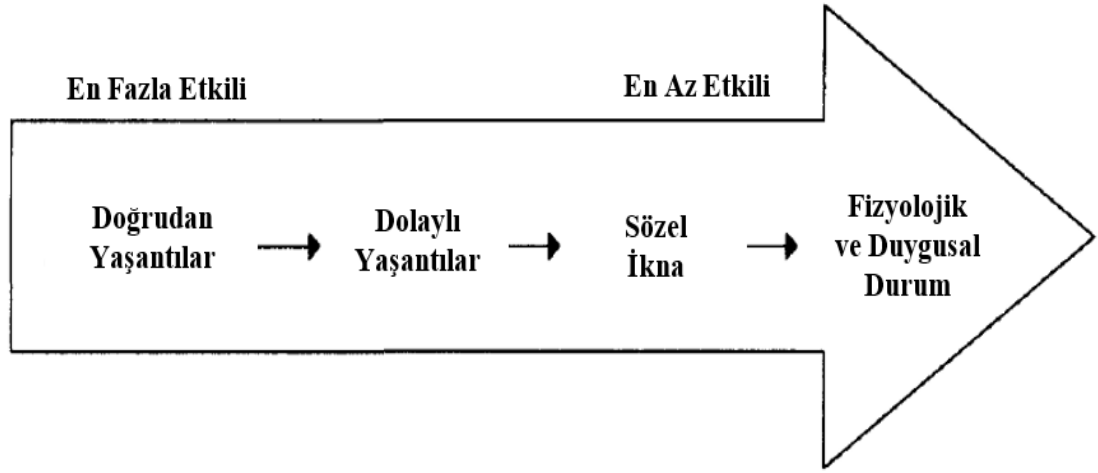 En Fazla Etkili
En Az Etkili
Doğrudan
Yaşantılar
Dolaylı
Yaşantılar
Sözel
İkna
Fizyolojik
ve Duygusal
Durum